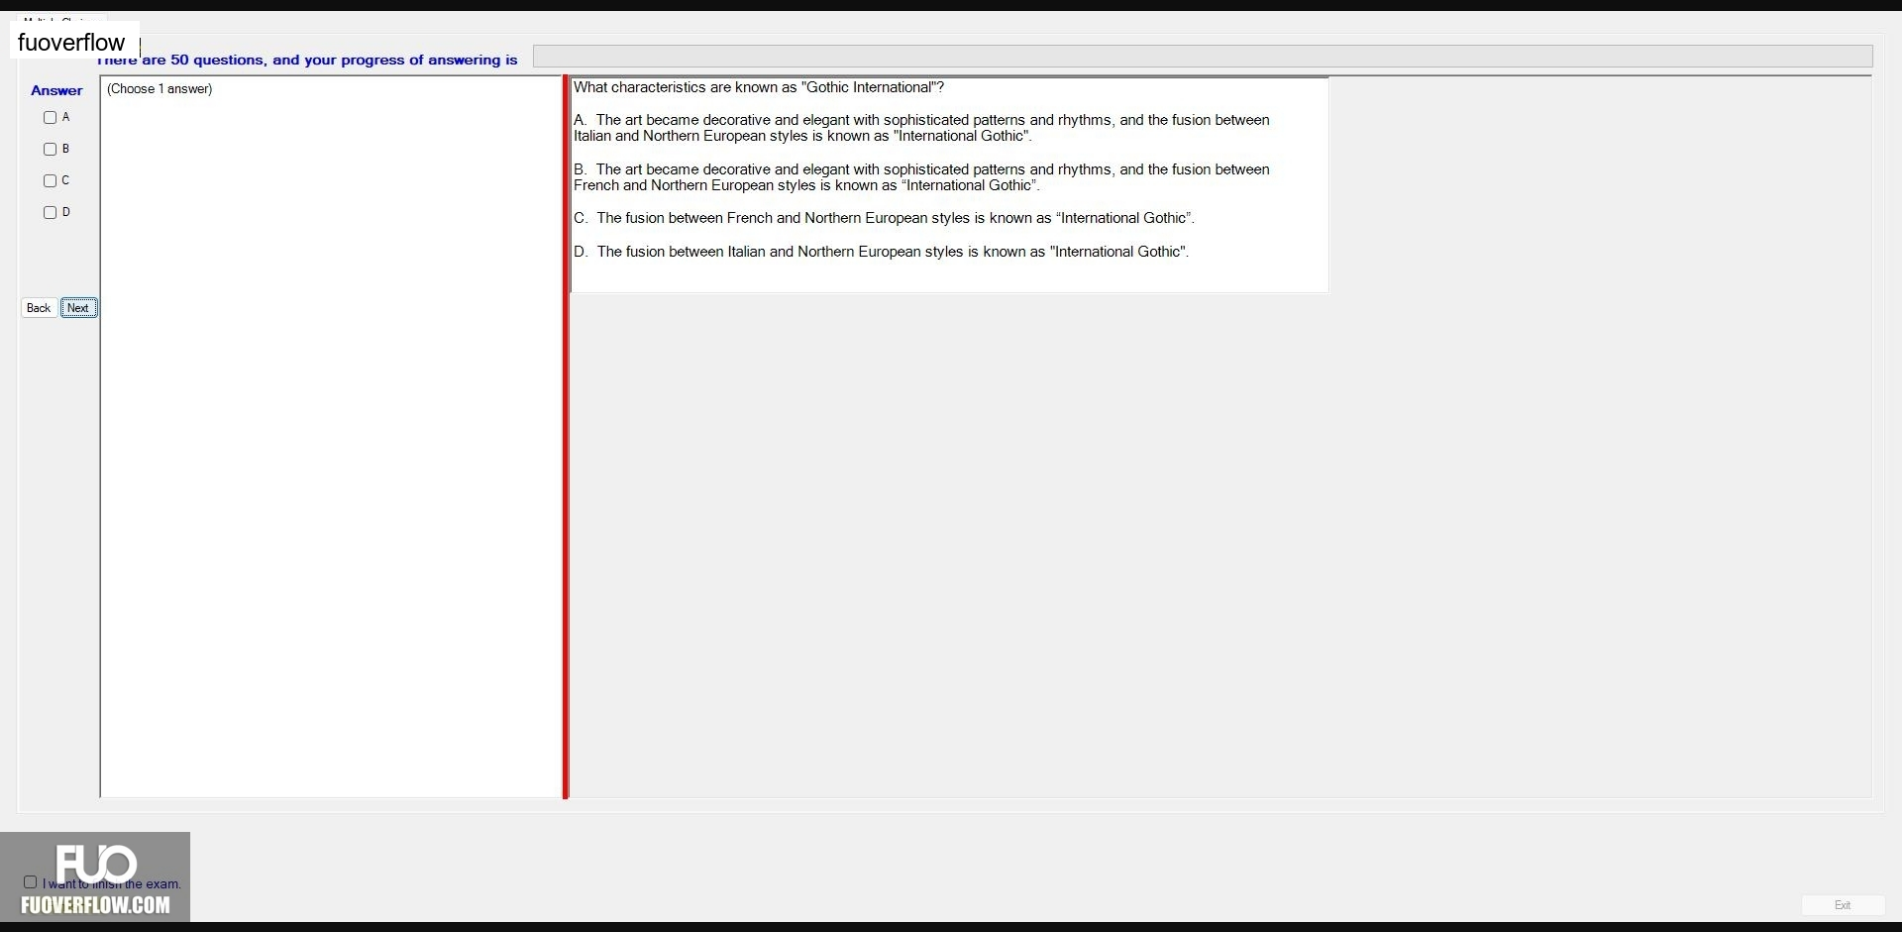 fuoverflow
There are 50 questions, and your progress of answering is
Answer
(Choose 1 answer)
A
B
C
D
Back
Next
What characteristics are known as "Gothic International"?
A. The art became decorative and elegant with sophisticated patterns and rhythms, and the fusion between
Italian and Northern European styles is known as "International Gothic".
B. The art became decorative and elegant with sophisticated patterns and rhythms, and the fusion between
French and Northern European styles is known as “International Gothic”.
C. The fusion between French and Northern European styles is known as “International Gothic”.
D. The fusion between Italian and Northern European styles is known as "International Gothic".
FUO
I want to finish the exam.
FUOVERFLOW.COM
Exit